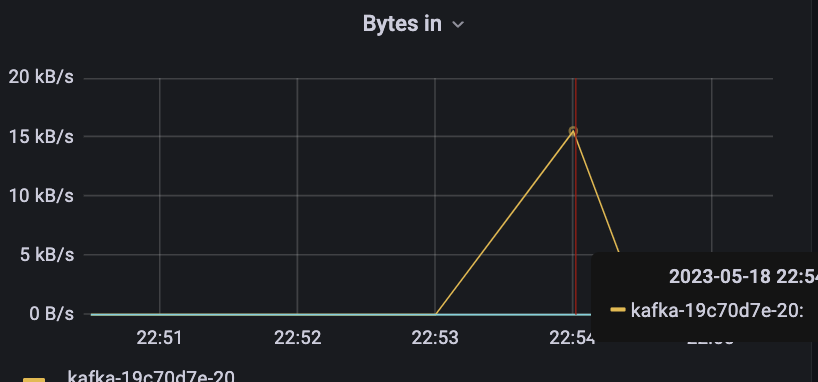 Bytes in
20 kB/s
15 kB/s
10 kB/s
5 kB/s
0 B/s
2023-05-18 22:54
kafka-19c70d7e-20:
22:51 22:52 22:53 22:54
kafka-19c70d7e-20